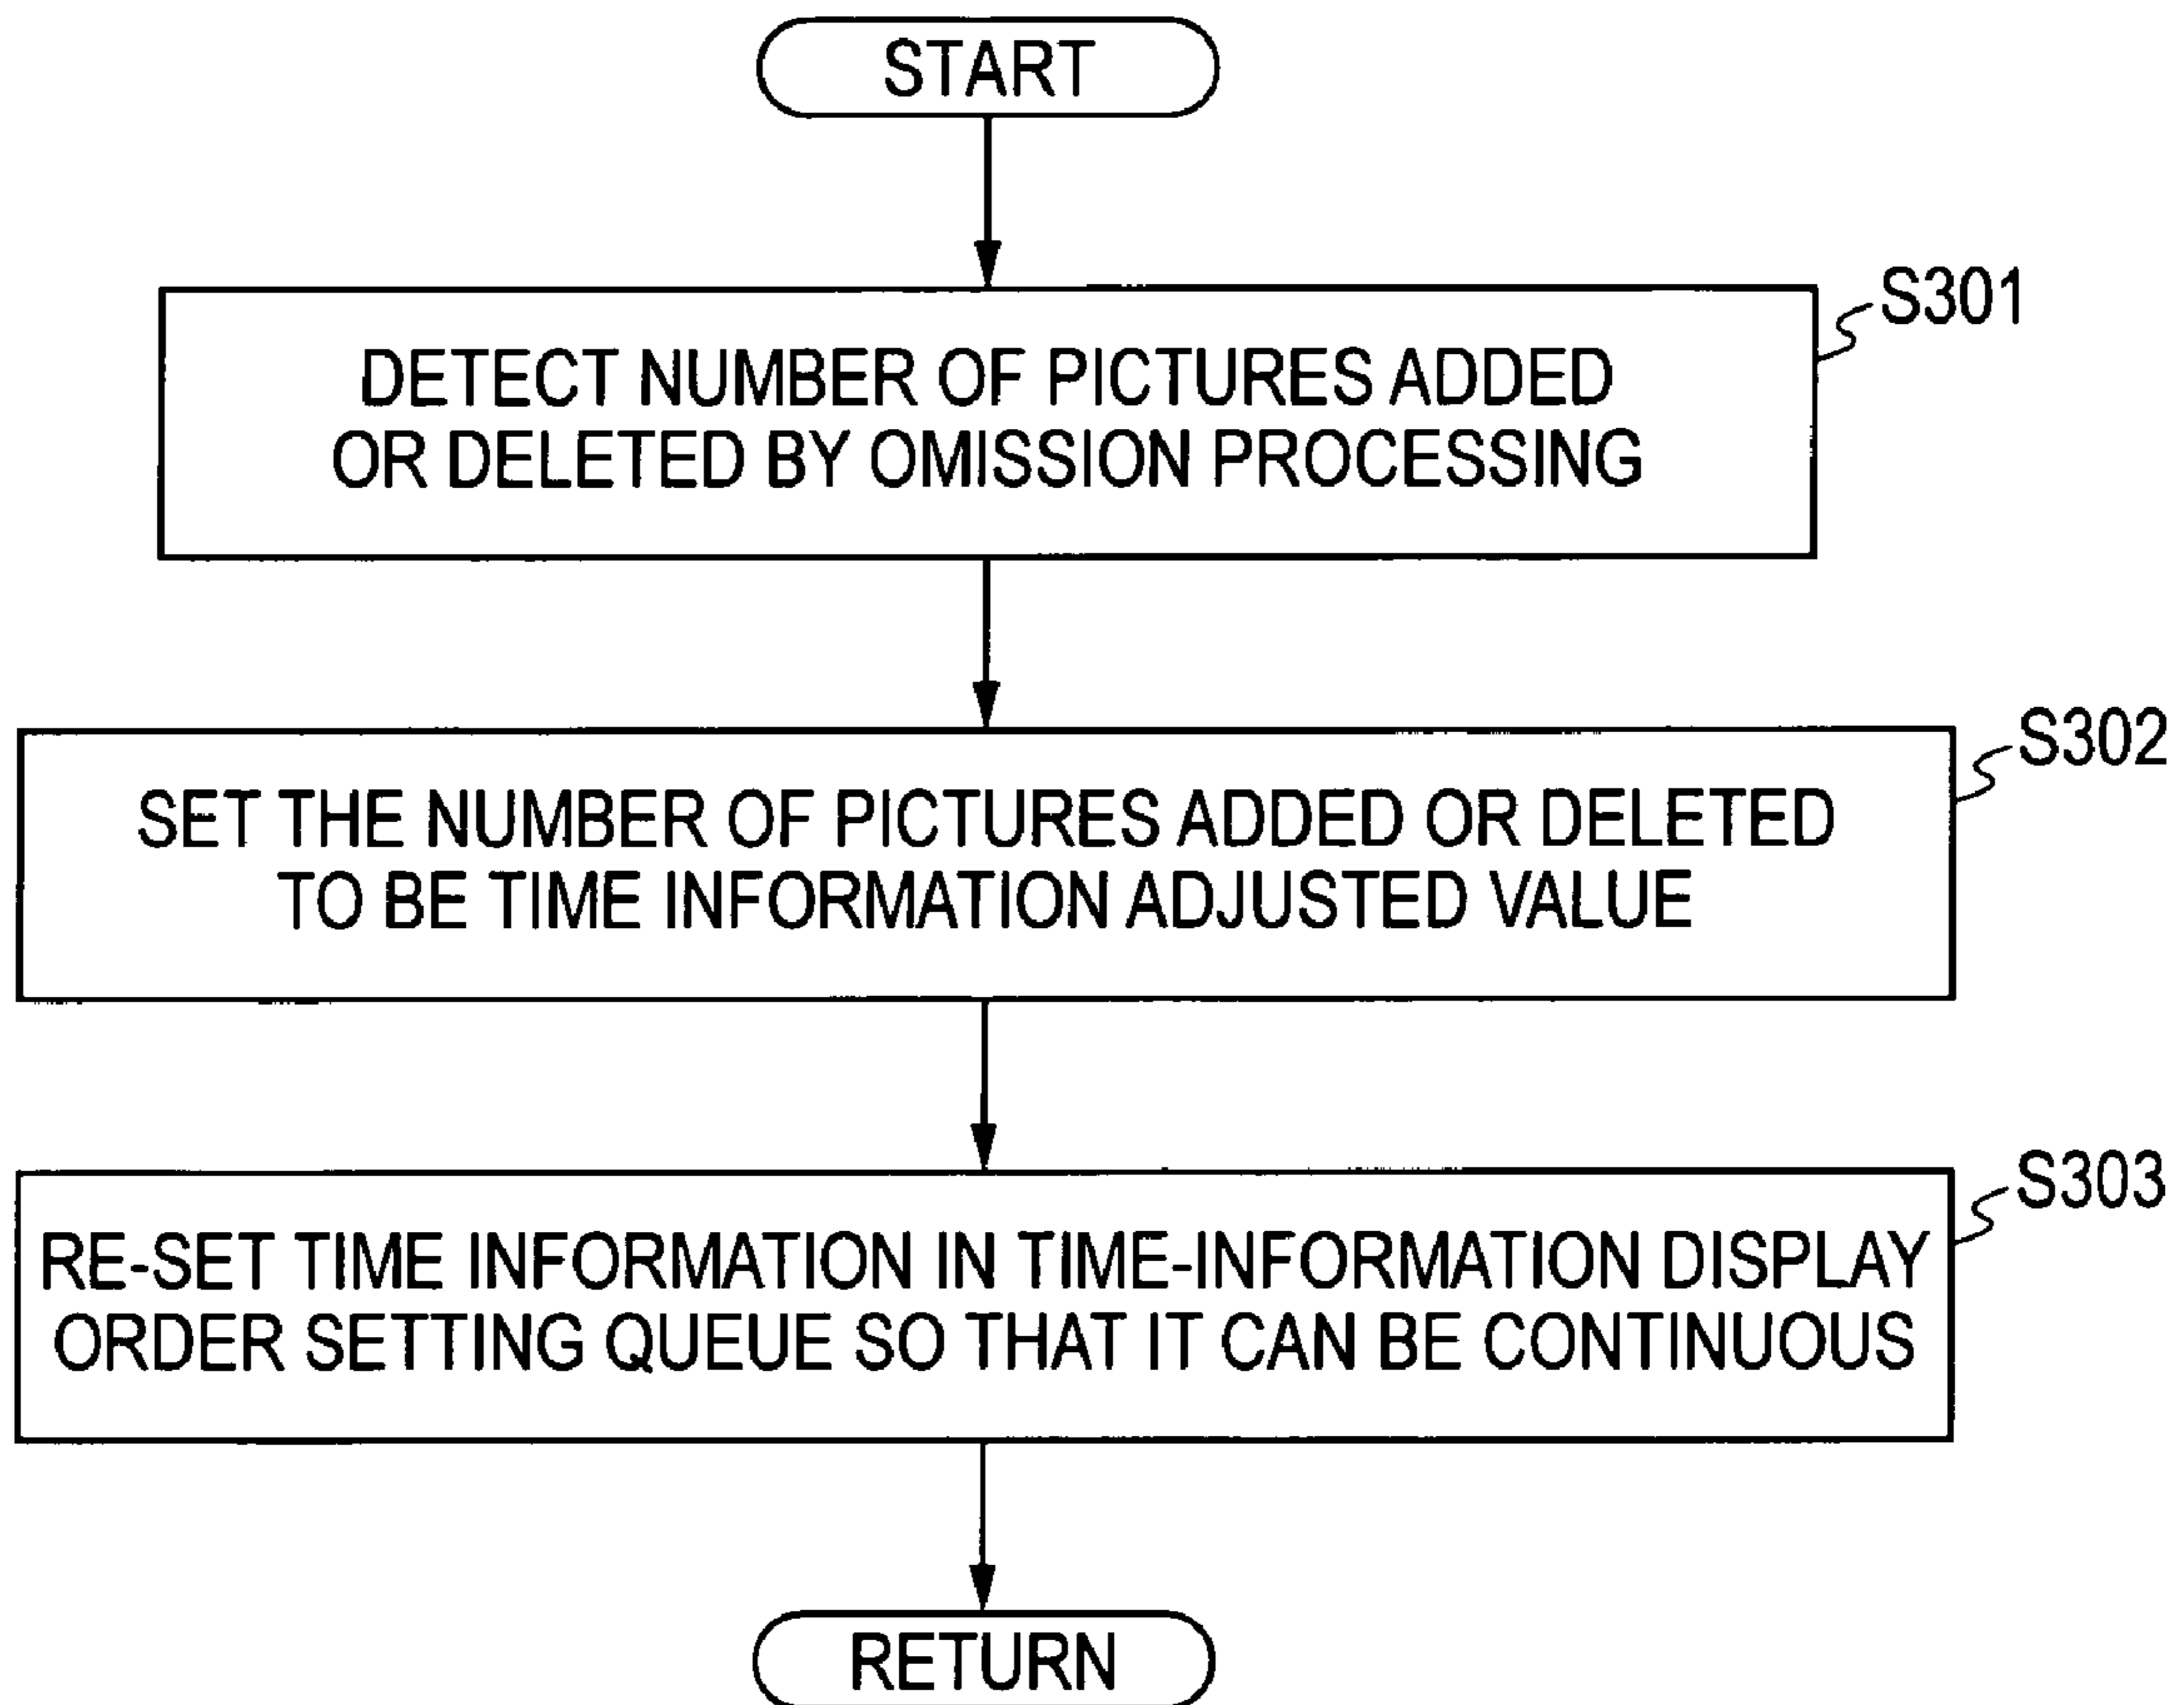 START
S301
DETECT NUMBER OF PICTURES ADDED
OR DELETED BY OMISSION PROCESSING
S302
SET THE NUMBER OF PICTURES ADDED OR DELETED
TO BE TIME INFORMATION ADJUSTED VALUE
S303
RE-SET TIME INFORMATION IN TIME-INFORMATION DISPLAY
ORDER SETTING QUEUE SO THAT IT CAN BE CONTINUOUS
RETURN